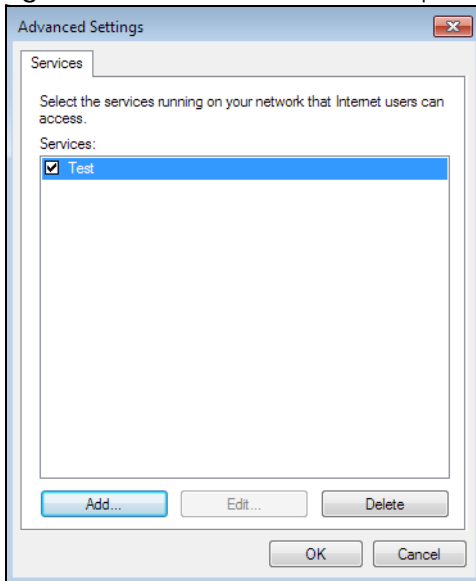 Advanced Settings
Services
Select the services running on your network that Internet users can
access.
Services:
Test
Add...
Edit...
Delete
OK
Cancel